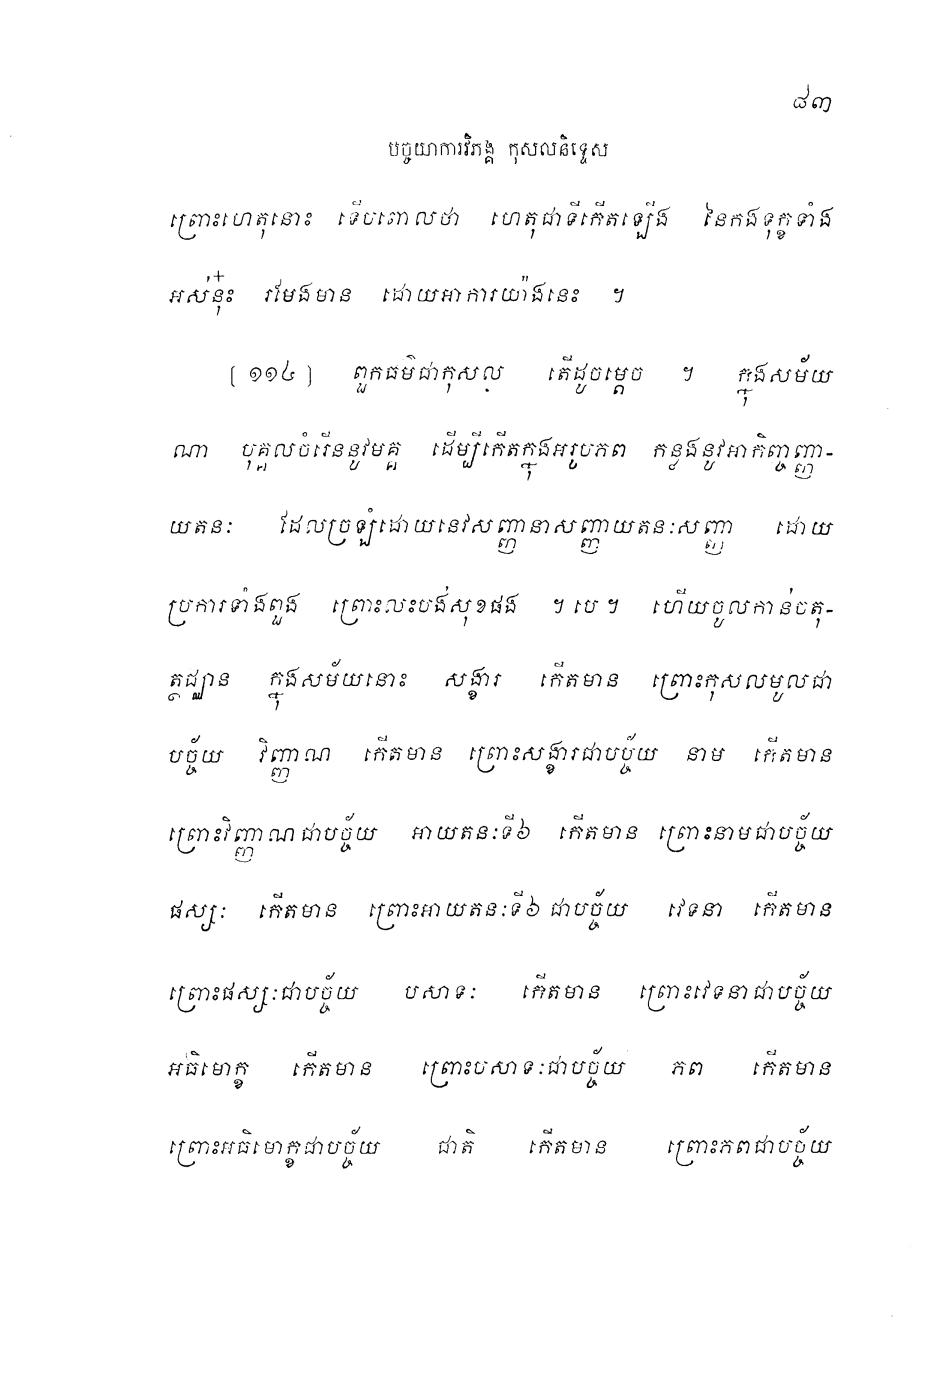 ៨៣
បច្ចយាការវិភង្គ កុសលនិទ្ទេស
ព្រោះហេតុនោះ ទើបពោលថា ហេតុជាទីកើតឡើង នៃកងទុក្ខទាំង
អស់នុ៎ះ រមែងមាន ដោយអាការយ៉ាងនេះ ។
[ ១១៤ ] ពួកធម៌ជាកុសល តើដូចម្តេច ។ ក្នុងសម័យ
ណា បុគ្គលចំរើននូវមគ្គ ដើម្បីកើតក្នុងអរូបភព កន្លងនូវអាកិញ្ចញ្ញា-
យតនៈ ដែលច្រឡំដោយនេវសញ្ញានាសញ្ញាយតនៈសញ្ញា ដោយ
ប្រការទាំងពួង ព្រោះលះបង់សុខផង ។ បេ ។ ហើយចូលកាន់ចតុ-
ត្ថជ្ឈាន ក្នុងសម័យនោះ សង្ខារ កើតមាន ព្រោះកុសលមូលជា
បច្ច័យ វិញ្ញាណ កើតមាន ព្រោះសង្ខារជាបច្ច័យ នាម កើតមាន
ព្រោះវិញ្ញាណជាបច្ច័យ អាយតនៈទី៦ កើតមាន ព្រោះនាមជាបច្ច័យ
ផស្សៈ កើតមាន ព្រោះអាយតនៈទី៦ ជាបច្ច័យ វេទនា កើតមាន
ព្រោះផស្សៈជាបច្ច័យ បសាទៈ កើតមាន ព្រោះវេទនាជាបច្ច័យ
អធិមោក្ខ កើតមាន ព្រោះបសាទៈជាបច្ច័យ ភព កើតមាន
ព្រោះអធិមោក្ខជាបច្ច័យ ជាតិ កើតមាន ព្រោះភពជាបច្ច័យ